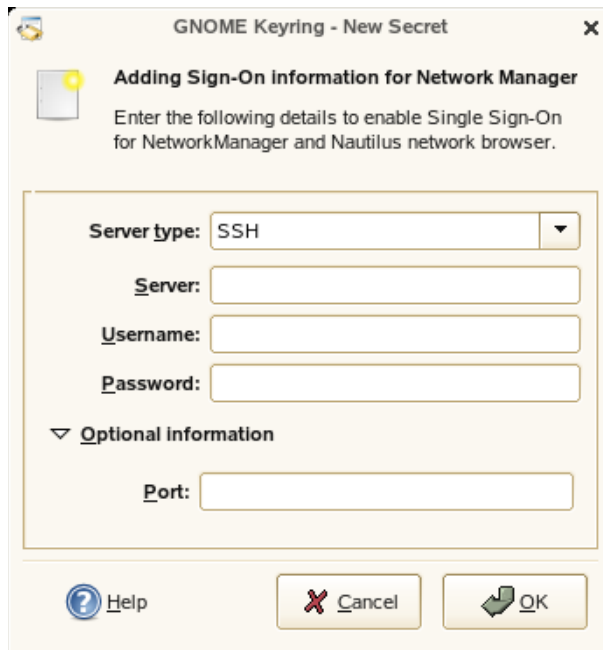 GNOME Keyring - New Secret
Adding Sign-On information for Network Manager
Enter the following details to enable Single Sign-On
for NetworkManager and Nautilus network browser.
Server type: SSH
Server:
Username:
Password:
Optional information
Port:
Help
Cancel
OK